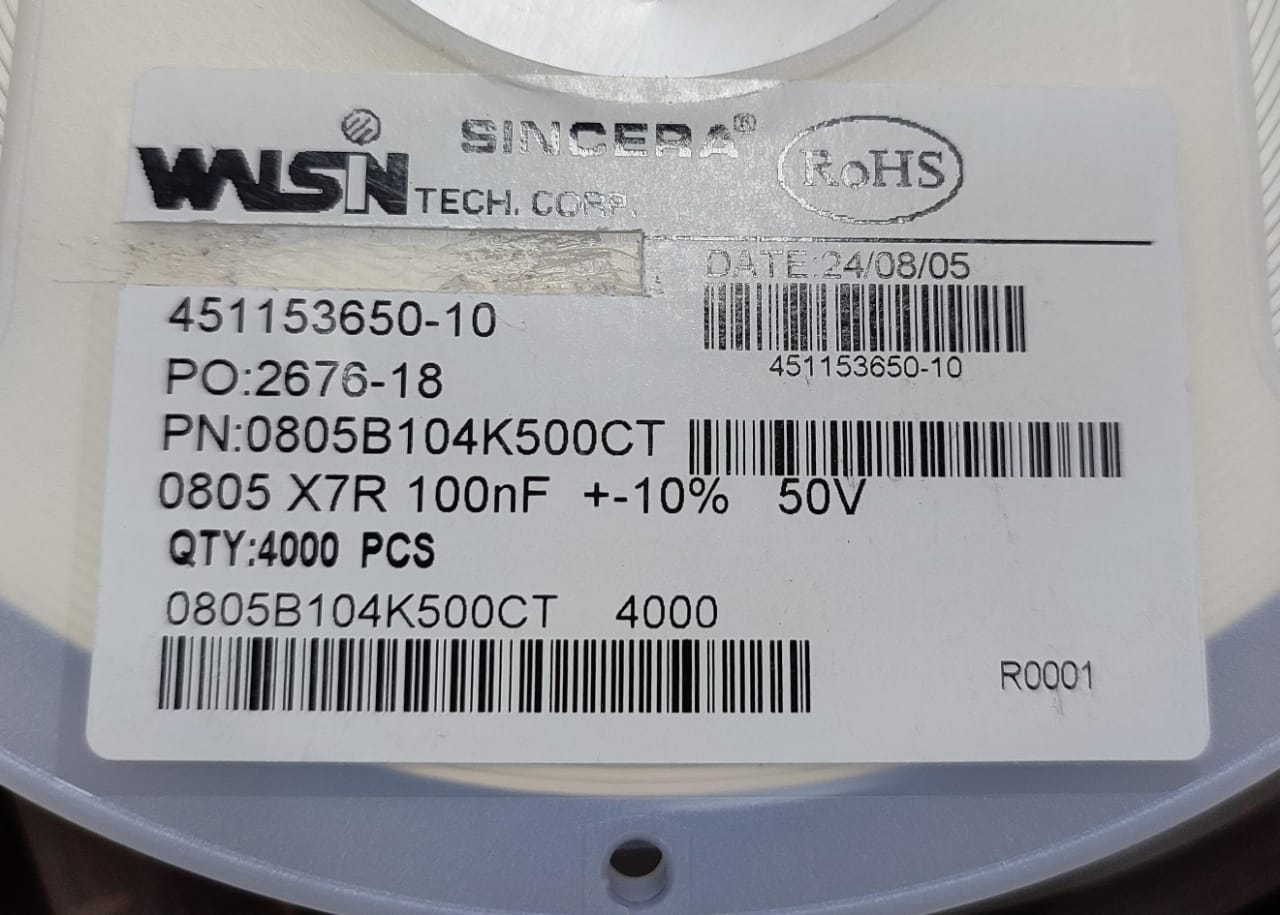 SINCERA®
WALSIN TECH. CORP.
RoHS
DATE:24/08/05
451153650-10
451153650-10
PO:2676-18
PN:0805B104K500CT
0805 X7R 100nF +-10% 50V
QTY:4000 PCS
0805B104K500CT 4000
R0001